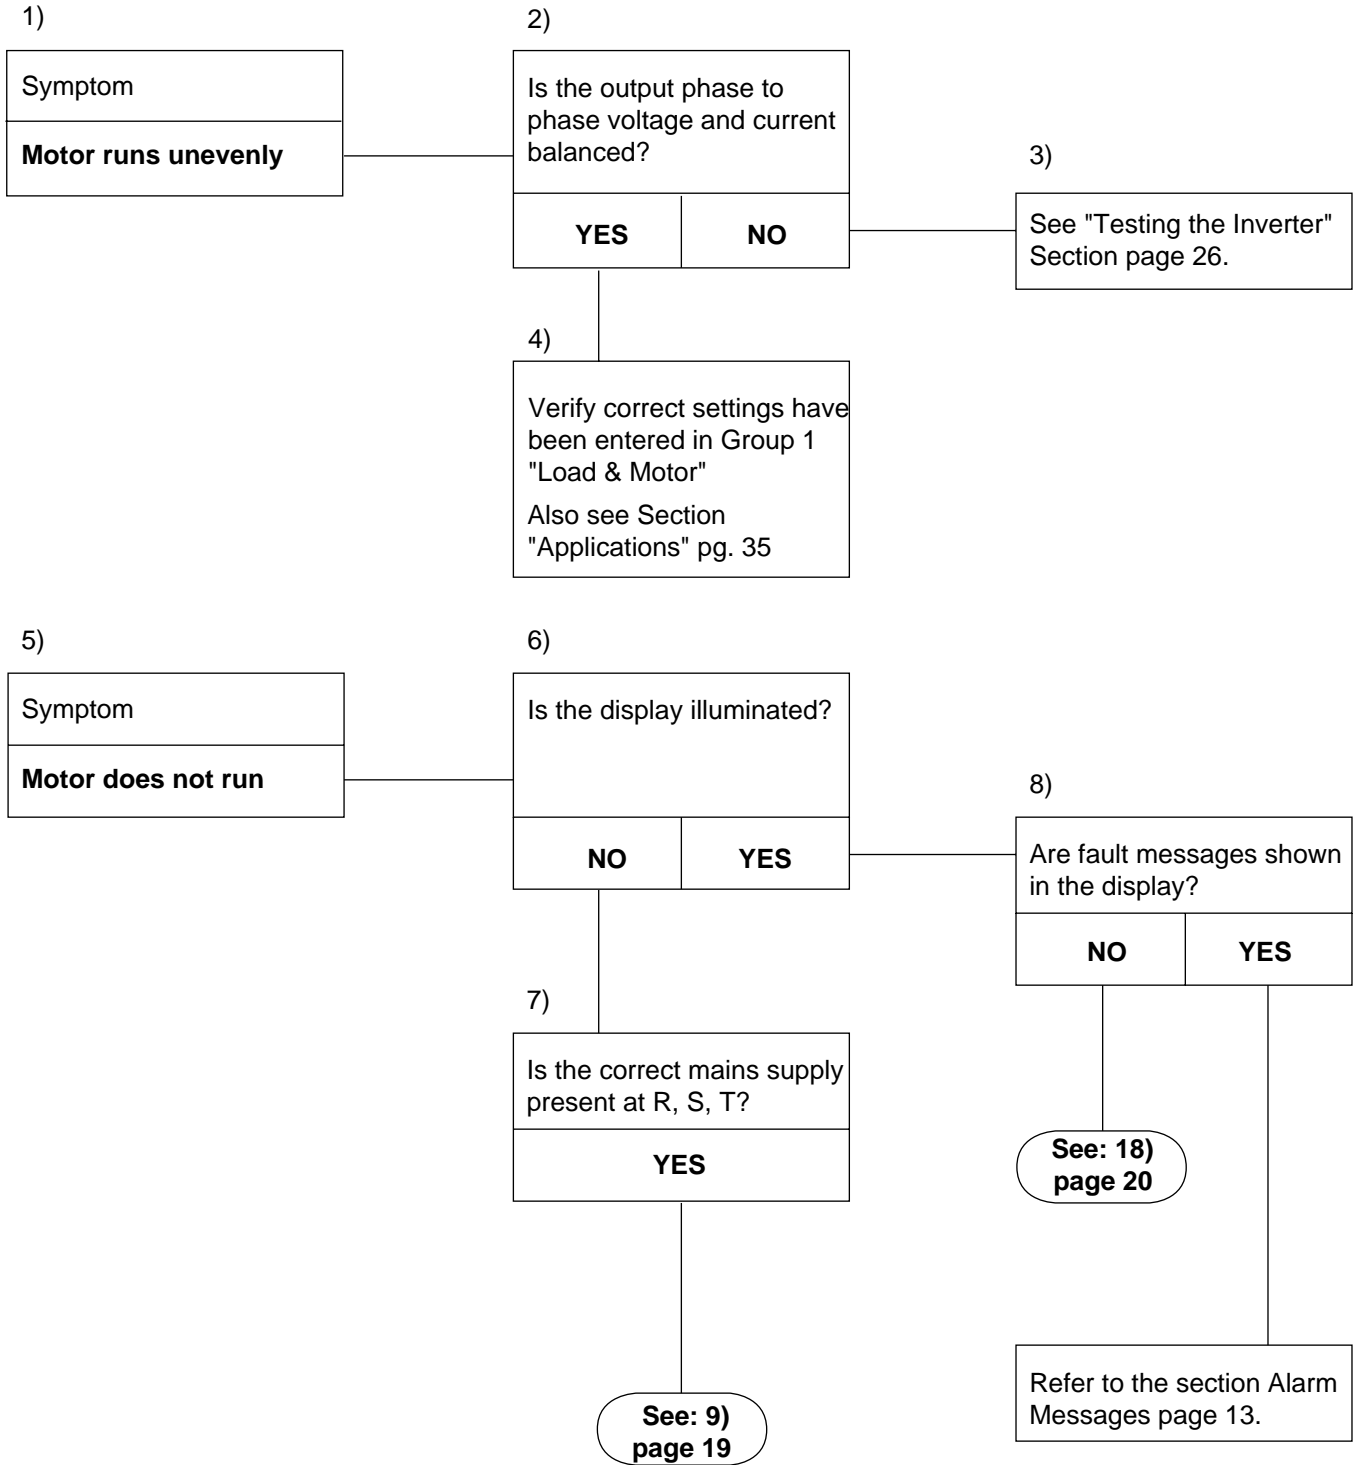 1)
Symptom
Motor runs unevenly
2)
Is the output phase to
phase voltage and current
balanced?
YES
NO
3)
See "Testing the Inverter"
Section page 26.
4)
Verify correct settings have
been entered in Group 1
"Load & Motor"
Also see Section
"Applications" pg. 35
5)
Symptom
Motor does not run
6)
Is the display illuminated?
NO
YES
7)
Is the correct mains supply
present at R, S, T?
YES
See: 9)
page 19
8)
Are fault messages shown
in the display?
NO
YES
See: 18)
page 20
Refer to the section Alarm
Messages page 13.